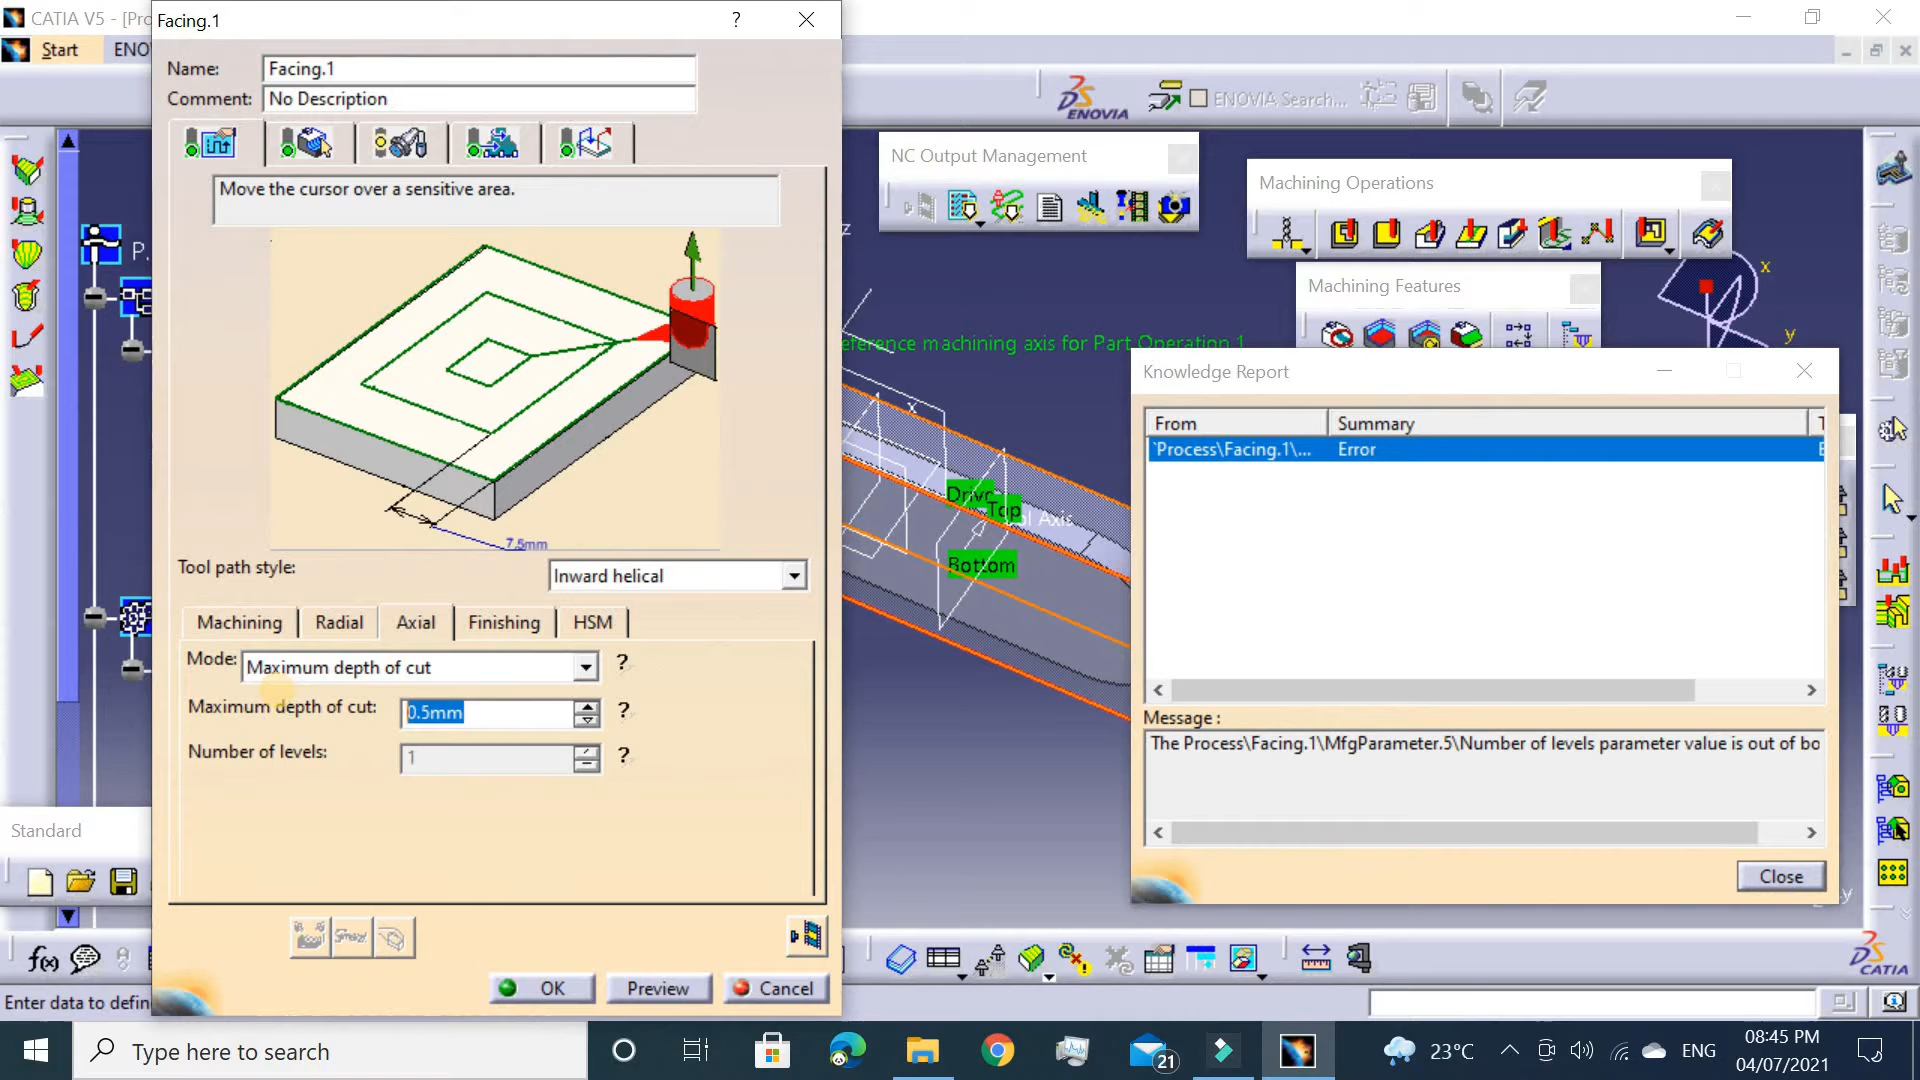 CATIA V5 - [Pro
Facing.1
?
Start
ENO
Name:
Facing.1
Comment:
No Description
Move the cursor over a sensitive area.
7.5mm
Tool path style:
Inward helical
Machining
Radial
Axial
Finishing
HSM
Mode:
Maximum depth of cut
?
Maximum depth of cut:
0.5mm
?
Number of levels:
1
?
OK
Preview
Cancel
P.
Standard
f(x)
Enter data to defin
ENOVIA
ENOVIA Search...
NC Output Management
Machining Operations
Machining Features
z
x
y
eference machining axis for Part Operation.1
x
Drive
Top
ol Axis
Bottom
Knowledge Report
From
Summary
T
`Process\Facing.1\...
Error
E
Message :
The Process\Facing.1\MfgParameter.5\Number of levels parameter value is out of bo
Close
y
CATIA
Type here to search
21
23°C
ENG
08:45 PM
04/07/2021